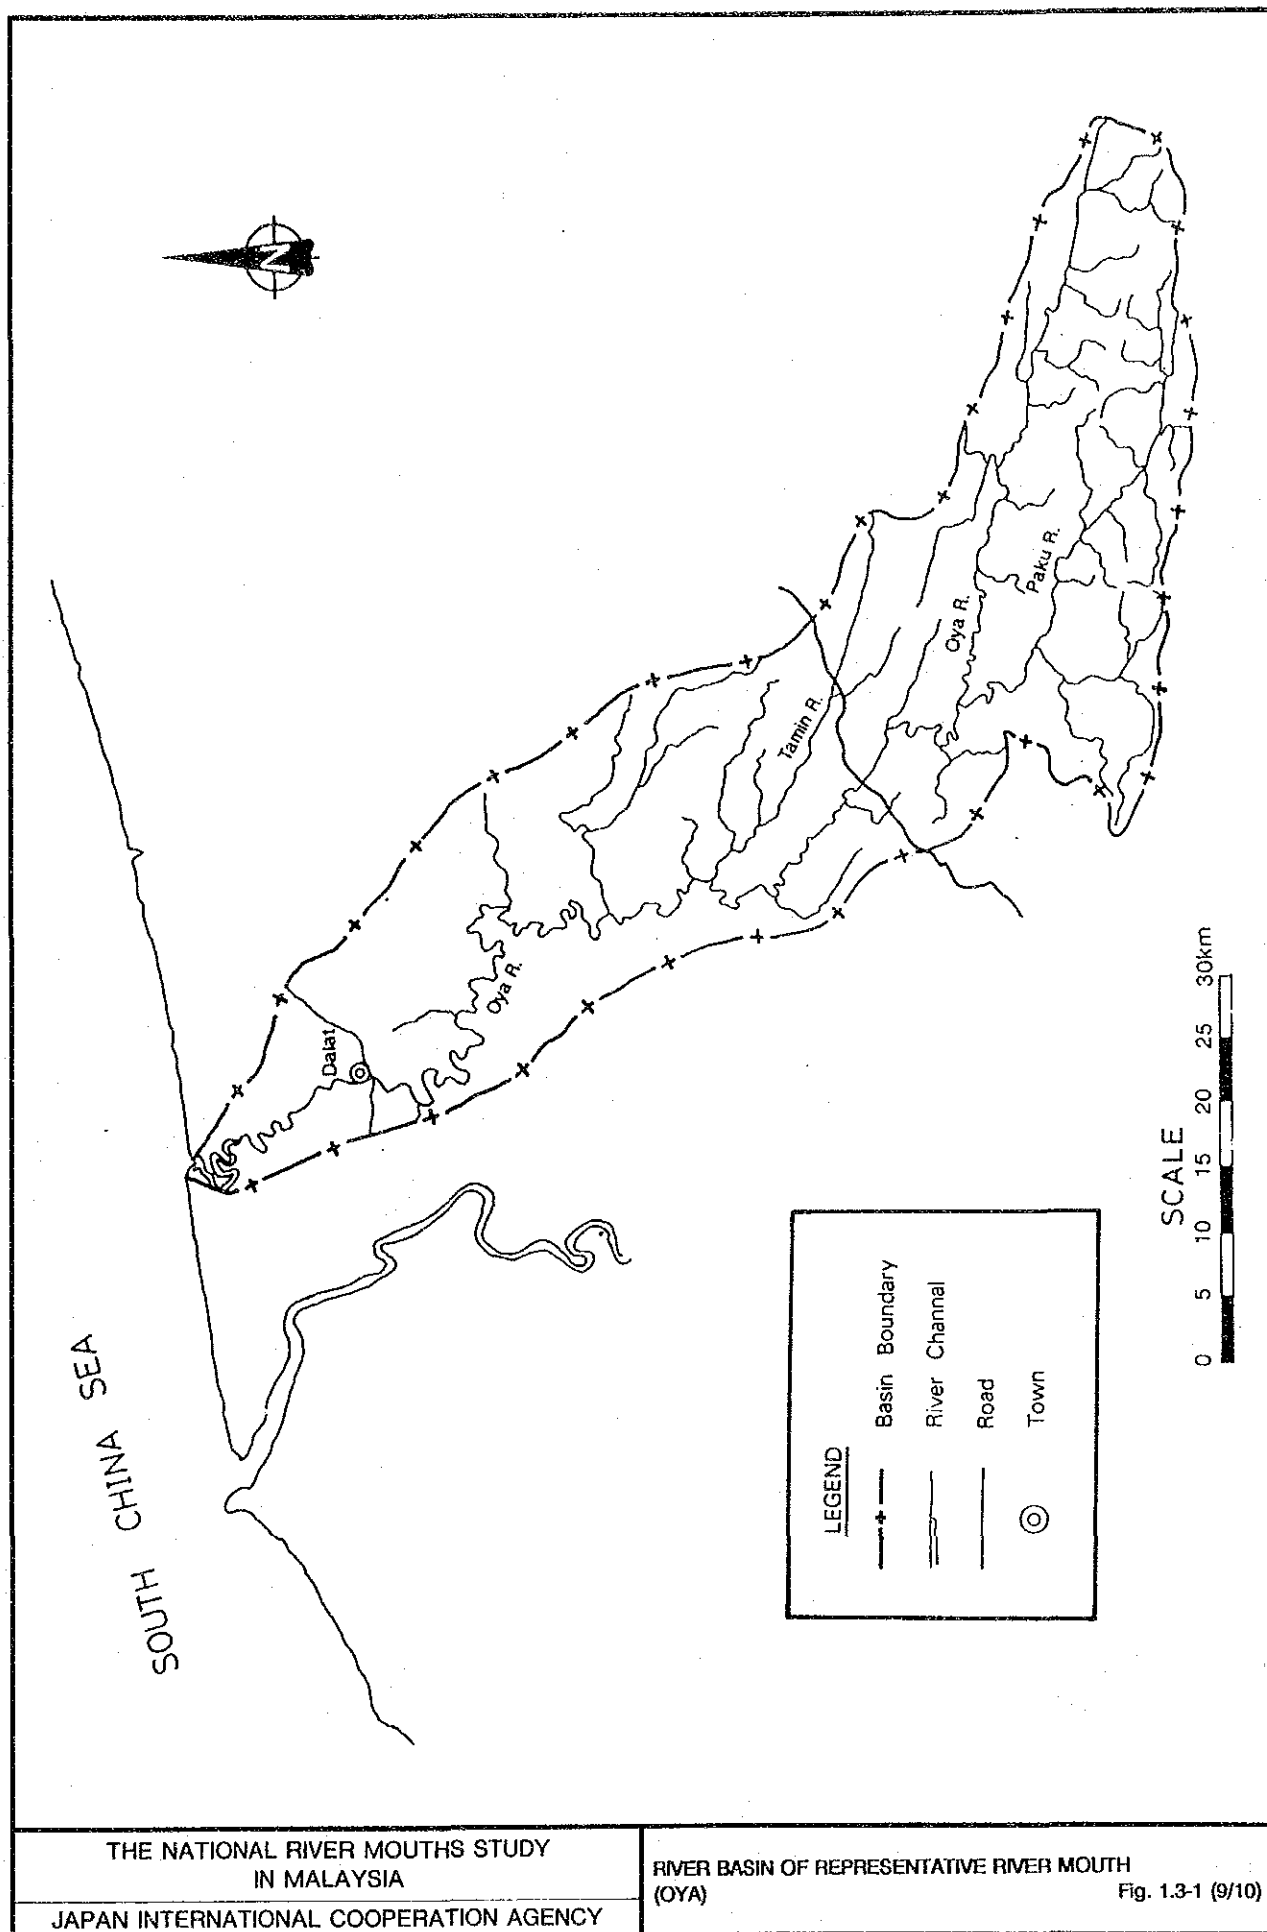 N
SOUTH CHINA SEA
Dalat
Oya R.
Tamin R.
Oya R.
Paku R.
LEGEND
Basin Boundary
River Channal
Road
Town
SCALE
0 5 10 15 20 25 30km
THE NATIONAL RIVER MOUTHS STUDY
IN MALAYSIA
JAPAN INTERNATIONAL COOPERATION AGENCY
RIVER BASIN OF REPRESENTATIVE RIVER MOUTH
(OYA) Fig. 1.3-1 (9/10)